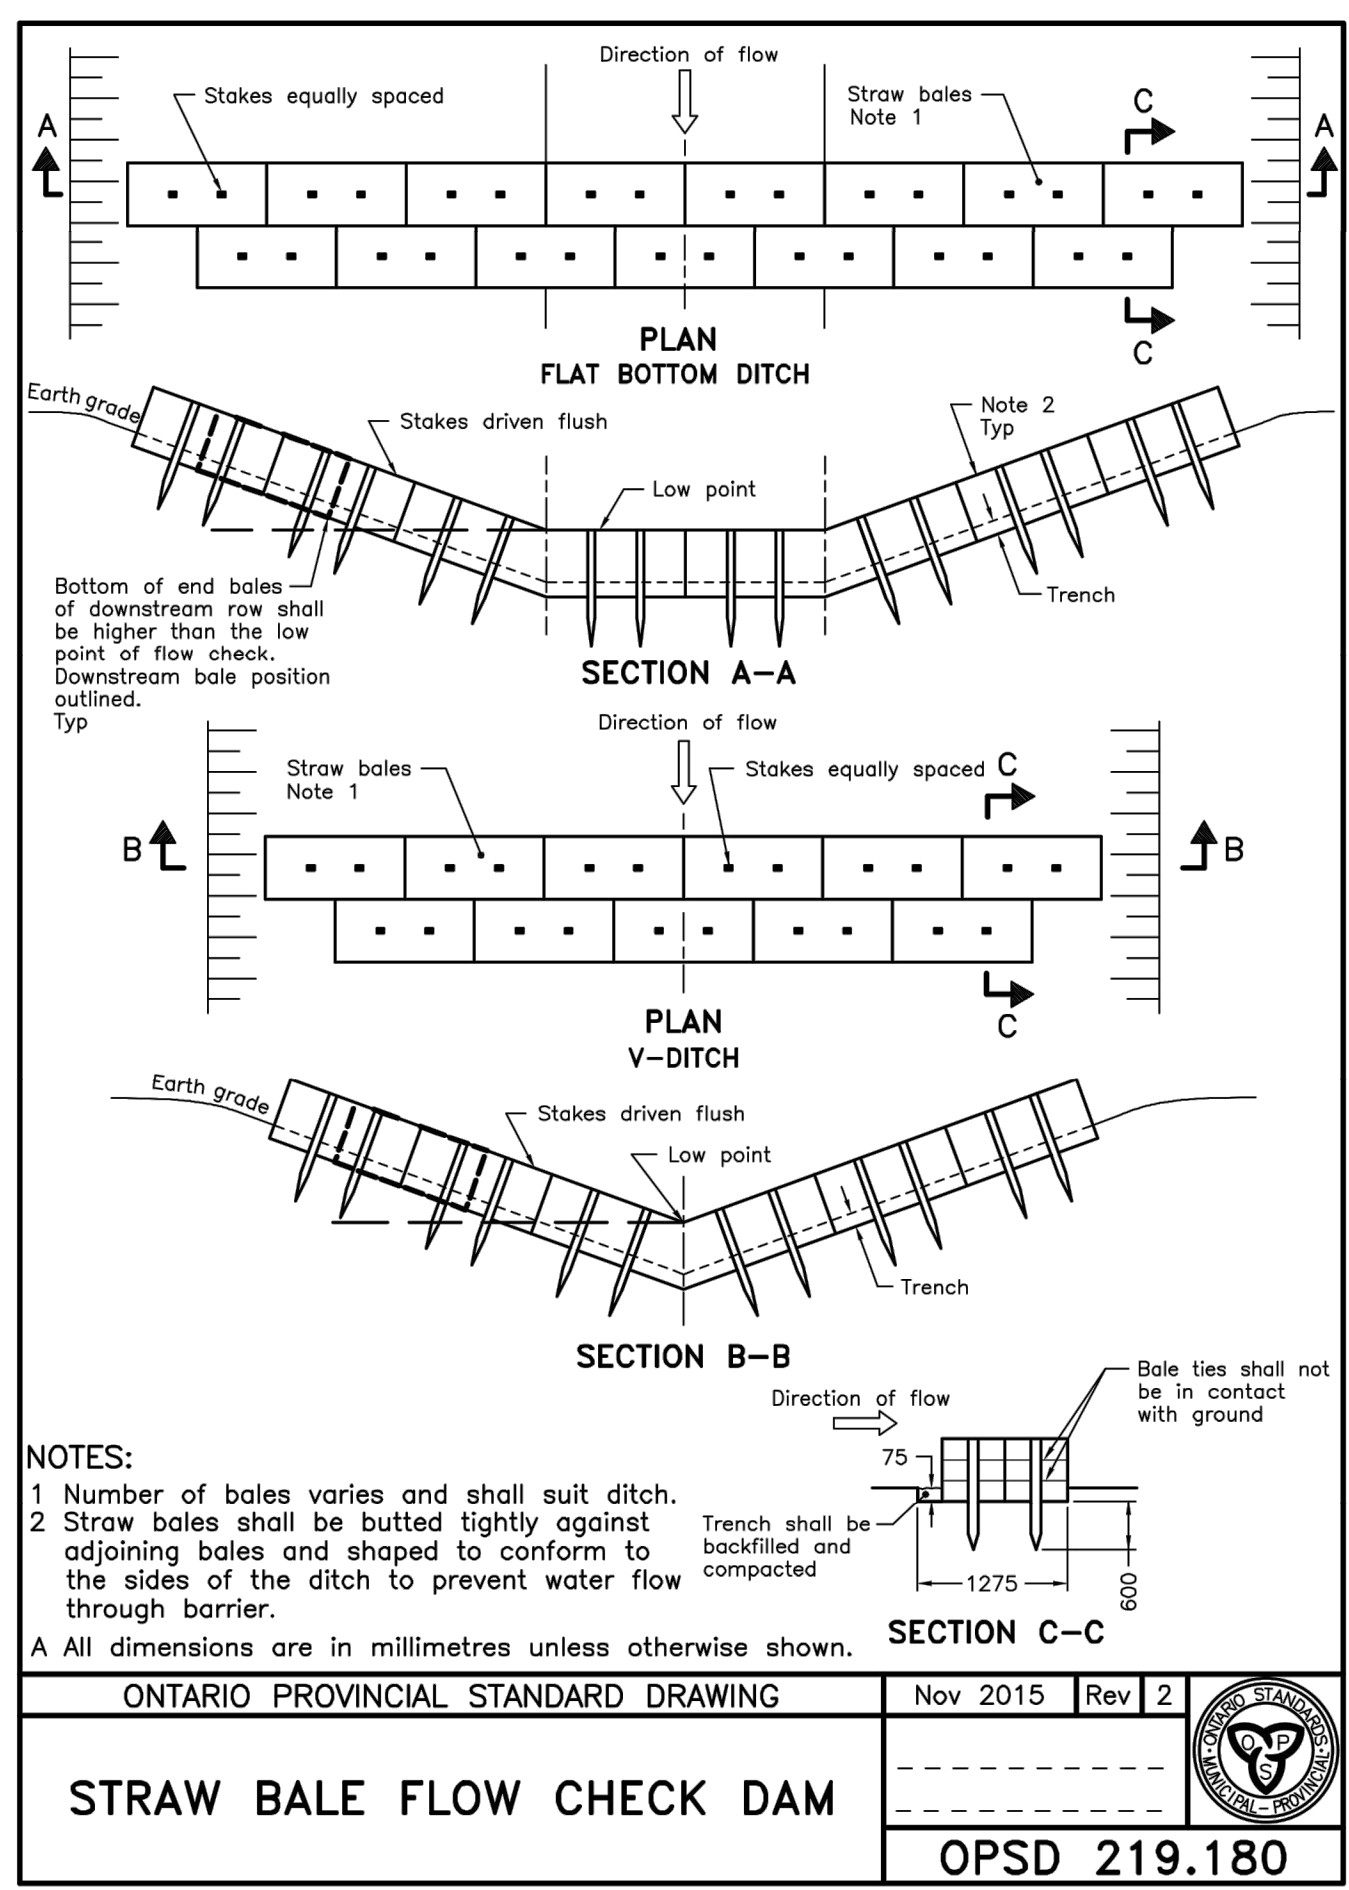 Direction of flow
Stakes equally spaced
Straw bales
Note 1
C
A
A
C
PLAN
FLAT BOTTOM DITCH
Earth grade
Stakes driven flush
Note 2
Typ
Low point
Trench
Bottom of end bales
of downstream row shall
be higher than the low
point of flow check.
Downstream bale position
outlined.
Typ
SECTION A-A
Direction of flow
Straw bales
Note 1
Stakes equally spaced
C
B
B
C
PLAN
V-DITCH
Earth grade
Stakes driven flush
Low point
Trench
SECTION B-B
Direction of flow
Bale ties shall not
be in contact
with ground
75
Trench shall be
backfilled and
compacted
1275
600
SECTION C-C
NOTES:
1 Number of bales varies and shall suit ditch.
2 Straw bales shall be butted tightly against
adjoining bales and shaped to conform to
the sides of the ditch to prevent water flow
through barrier.
A All dimensions are in millimetres unless otherwise shown.
ONTARIO PROVINCIAL STANDARD DRAWING
Nov 2015
Rev
2
STRAW BALE FLOW CHECK DAM
ONTARIO STANDARDS
MUNICIPAL-PROVINCIAL
O P
S
OPSD 219.180